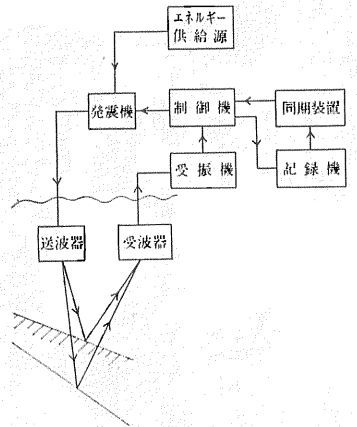 エネルギー
供給源
発震機
制御機
同期装置
受振機
記録機
送波器
受波器